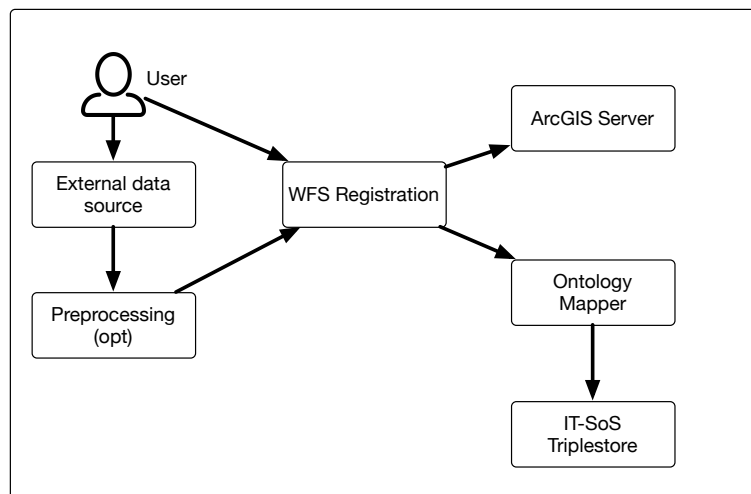 User
External data
source
Preprocessing
(opt)
WFS Registration
ArcGIS Server
Ontology
Mapper
IT-SoS
Triplestore